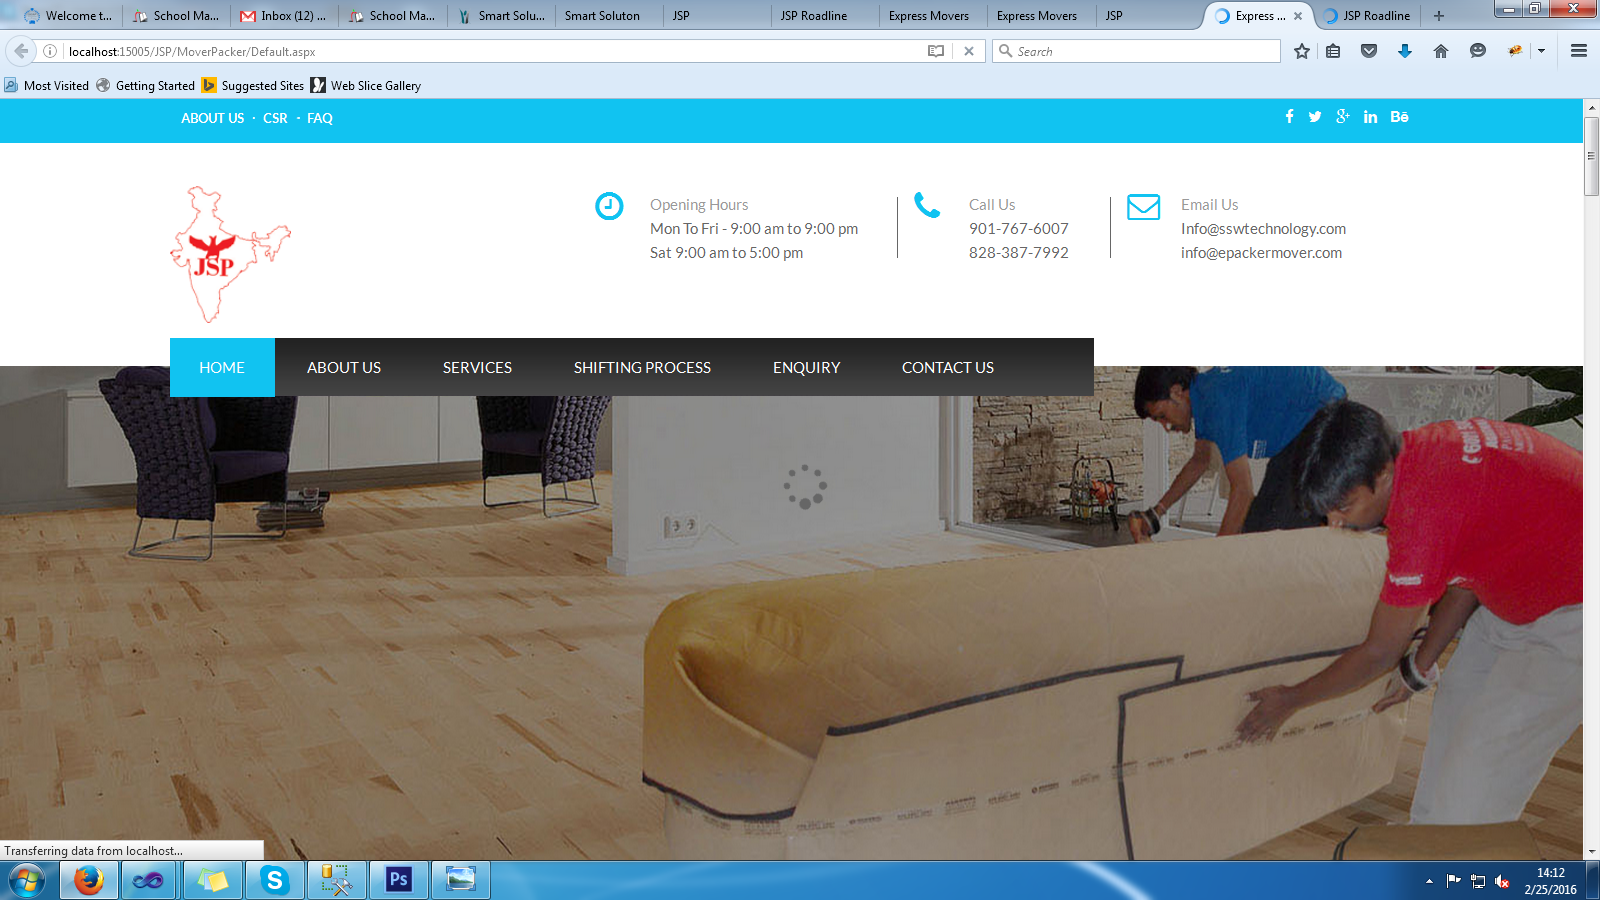 Welcome t...
School Ma...
Inbox (12) ...
School Ma...
Smart Solu...
Smart Soluton
JSP
JSP Roadline
Express Movers
Express Movers
JSP
Express ...
JSP Roadline
localhost:15005/JSP/MoverPacker/Default.aspx
Search
Most Visited
Getting Started
Suggested Sites
Web Slice Gallery
ABOUT US · CSR · FAQ
JSP
Opening Hours
Mon To Fri - 9:00 am to 9:00 pm
Sat 9:00 am to 5:00 pm
Call Us
901-767-6007
828-387-7992
Email Us
Info@sswtechnology.com
info@epackermover.com
HOME
ABOUT US
SERVICES
SHIFTING PROCESS
ENQUIRY
CONTACT US
Transferring data from localhost...
Ps
14:12
2/25/2016